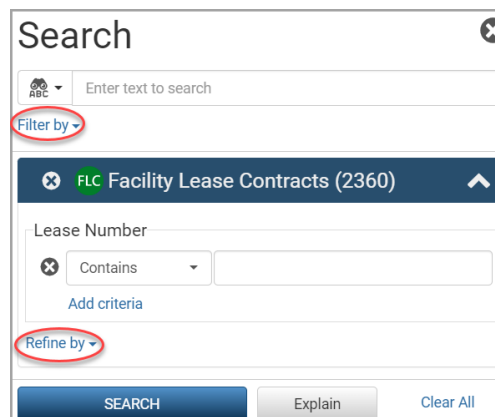 Search
ABC
Enter text to search
Filter by
FLC Facility Lease Contracts (2360)
Lease Number
Contains
Add criteria
Refine by
SEARCH Explain Clear All